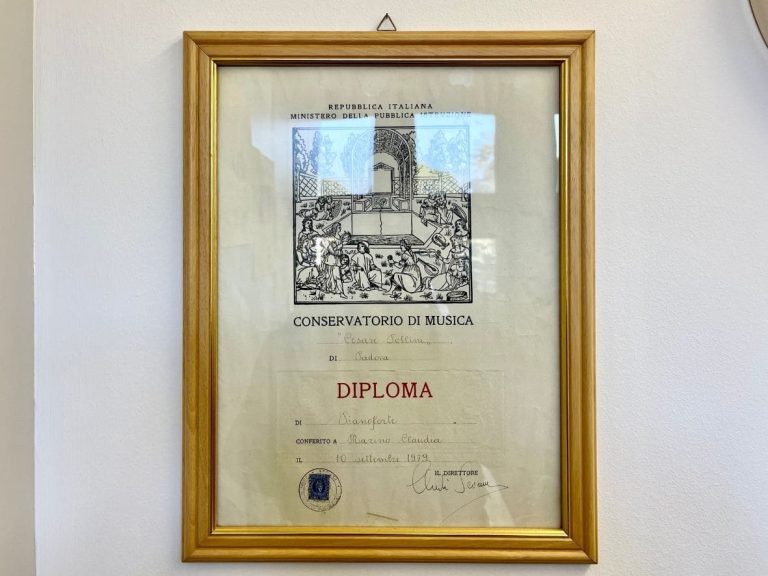 REPUBBLICA ITALIANA
MINISTERO DELLA PUBBLICA ISTRUZIONE
CONSERVATORIO DI MUSICA
"Cesare Pollini"
DI Padova
DIPLOMA
DI Pianoforte
CONFERITO A Marino Claudia
IL 10 settembre 1979
IL DIRETTORE